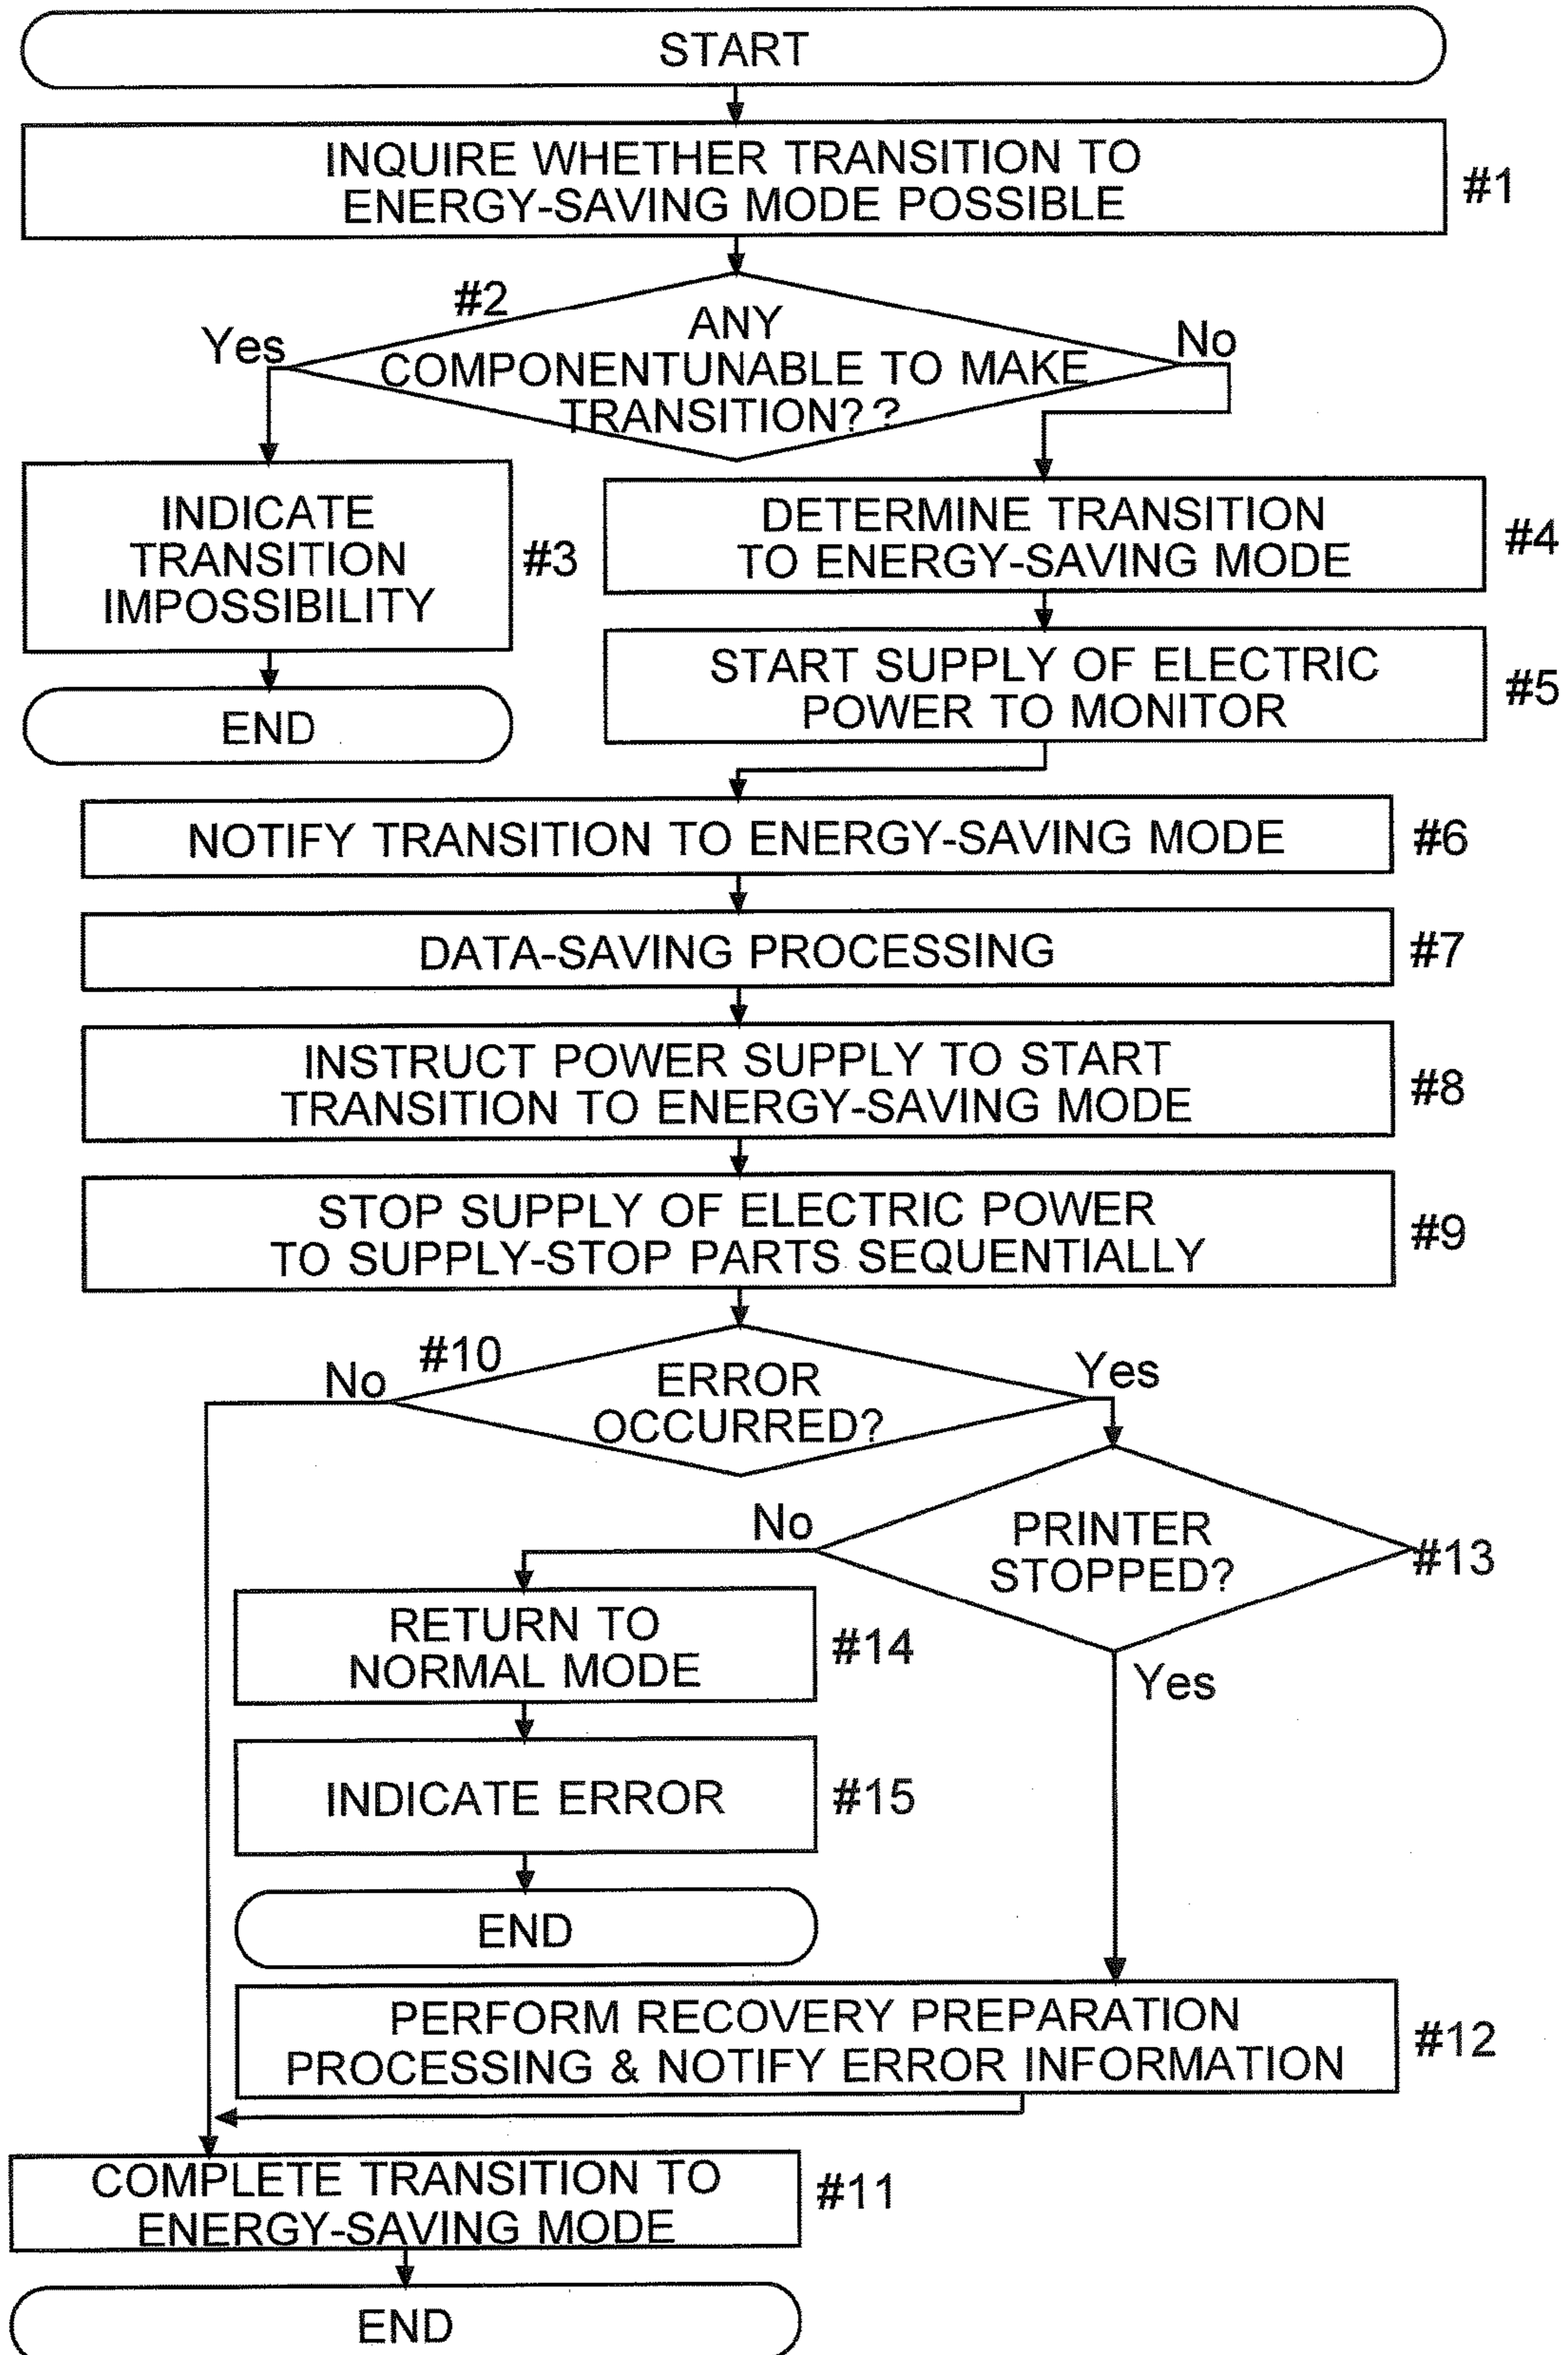 START
INQUIRE WHETHER TRANSITION TO
ENERGY-SAVING MODE POSSIBLE
#1
#2
Yes
ANY
COMPONENTUNABLE TO MAKE
TRANSITION??
No
INDICATE
TRANSITION
IMPOSSIBILITY
#3
END
DETERMINE TRANSITION
TO ENERGY-SAVING MODE
#4
START SUPPLY OF ELECTRIC
POWER TO MONITOR
#5
NOTIFY TRANSITION TO ENERGY-SAVING MODE
#6
DATA-SAVING PROCESSING
#7
INSTRUCT POWER SUPPLY TO START
TRANSITION TO ENERGY-SAVING MODE
#8
STOP SUPPLY OF ELECTRIC POWER
TO SUPPLY-STOP PARTS SEQUENTIALLY
#9
#10
No
ERROR
OCCURRED?
Yes
No
PRINTER
STOPPED?
#13
Yes
RETURN TO
NORMAL MODE
#14
INDICATE ERROR
#15
END
PERFORM RECOVERY PREPARATION
PROCESSING & NOTIFY ERROR INFORMATION
#12
COMPLETE TRANSITION TO
ENERGY-SAVING MODE
#11
END